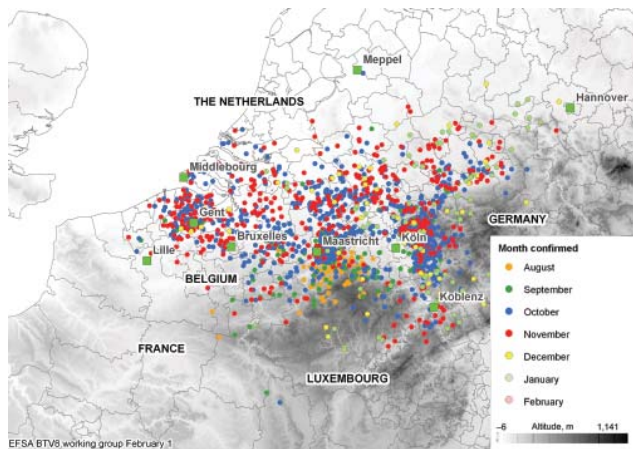 Meppel
Hannover
THE NETHERLANDS
Middlebourg
Gent
GERMANY
Bruxelles
Maastricht
Köln
Lille
BELGIUM
Koblenz
FRANCE
LUXEMBOURG
Month confirmed
August
September
October
November
December
January
February
–6 Altitude, m 1,141
EFSA BTV8 working group February 1